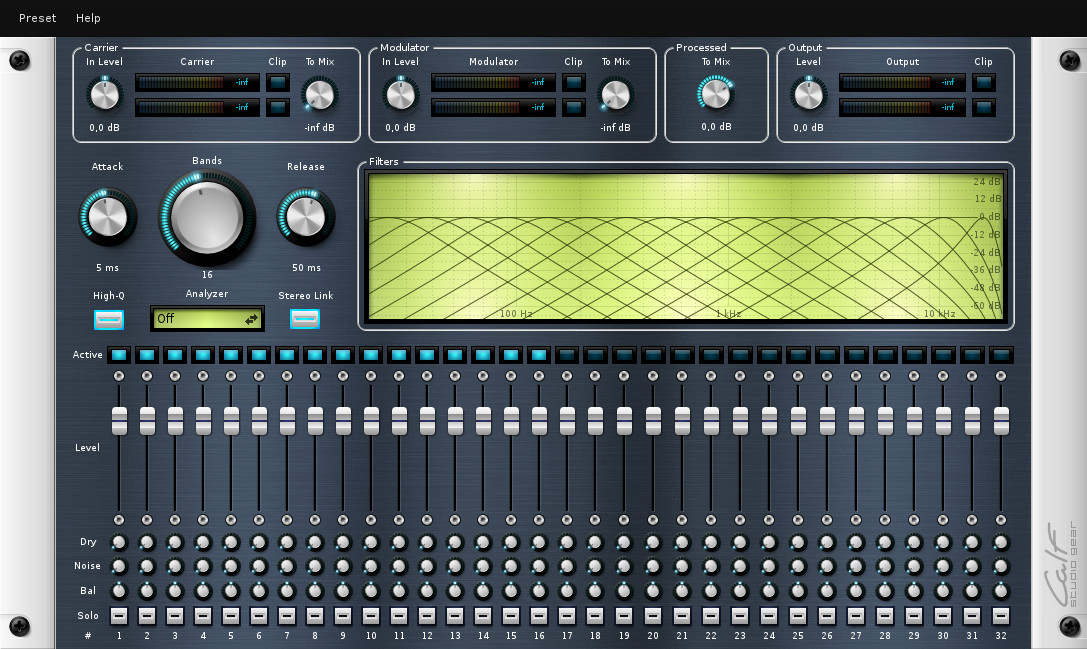 Preset Help
Carrier Modulator Processed Output
In Level Carrier Clip To Mix In Level Modulator Clip To Mix To Mix Level Output Clip
-inf -inf -inf
-inf -inf -inf
0,0 dB -inf dB 0,0 dB -inf dB 0,0 dB 0,0 dB
Attack Bands Release Filters
24 dB
12 dB
0 dB
-12 dB
-24 dB
-36 dB
-48 dB
-60 dB
100 Hz 1 kHz 10 kHz
5 ms 16 50 ms
High-Q Analyzer Stereo Link
Off
Active
Level
Dry
Noise
Bal
Solo
# 1 2 3 4 5 6 7 8 9 10 11 12 13 14 15 16 17 18 19 20 21 22 23 24 25 26 27 28 29 30 31 32
Calf
studio gear